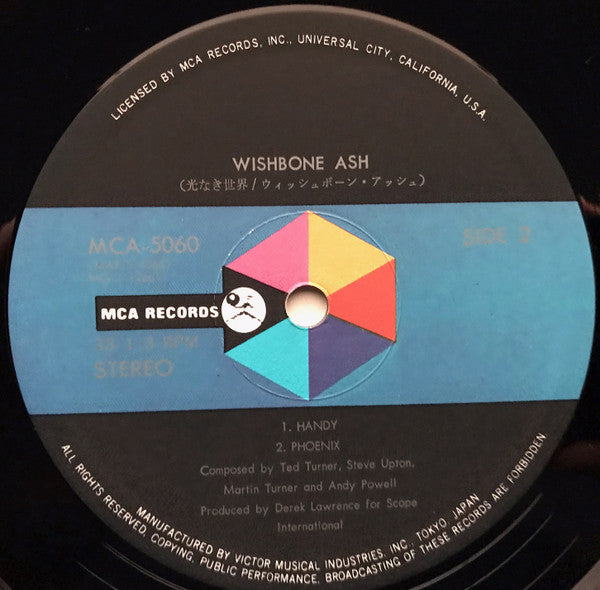 LICENSED BY MCA RECORDS, INC., UNIVERSAL CITY, CALIFORNIA, U.S.A.
WISHBONE ASH
(光なき世界/ウィッシュボーン・アッシュ)
MCA-5060
SIDE 2
MCA RECORDS
33 1/3 RPM
STEREO
1. HANDY
2. PHOENIX
Composed by Ted Turner, Steve Upton,
Martin Turner and Andy Powell
Produced by Derek Lawrence for Scope
International
ALL RIGHTS RESERVED, COPYING, PUBLIC PERFORMANCE, BROADCASTING OF THESE RECORDS ARE FORBIDDEN
MANUFACTURED BY VICTOR MUSICAL INDUSTRIES, INC., TOKYO, JAPAN